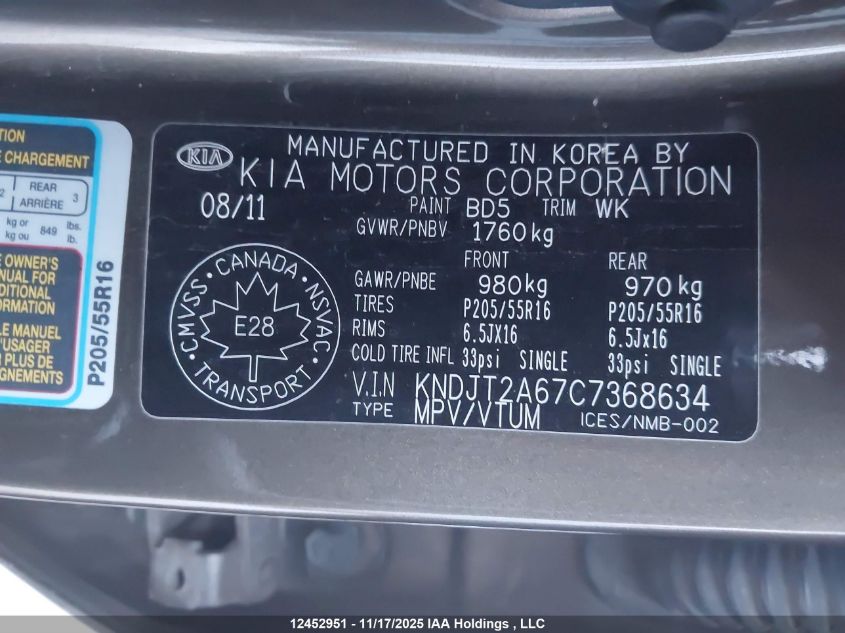 TION
E CHARGEMENT
2 REAR 3
ARRIÈRE
kg or 849 lbs.
kg ou lb.
OWNER'S
MANUAL FOR
DITIONAL
ORMATION
LE MANUEL
'USAGER
PLUS DE
IGNEMENTS
P205/55R16
KIA
MANUFACTURED IN KOREA BY
KIA MOTORS CORPORATION
08/11 PAINT BD5 TRIM WK
GVWR/PNBV 1760kg
FRONT REAR
GAWR/PNBE 980kg 970kg
TIRES P205/55R16 P205/55R16
RIMS 6.5JX16 6.5Jx16
COLD TIRE INFL 33psi SINGLE 33psi SINGLE
V.I.N KNDJT2A67C7368634
TYPE MPV/VTUM ICES/NMB-002
CMVSS · CANADA · NSVAC · TRANSPORT ·
E28
12452951 - 11/17/2025 IAA Holdings , LLC